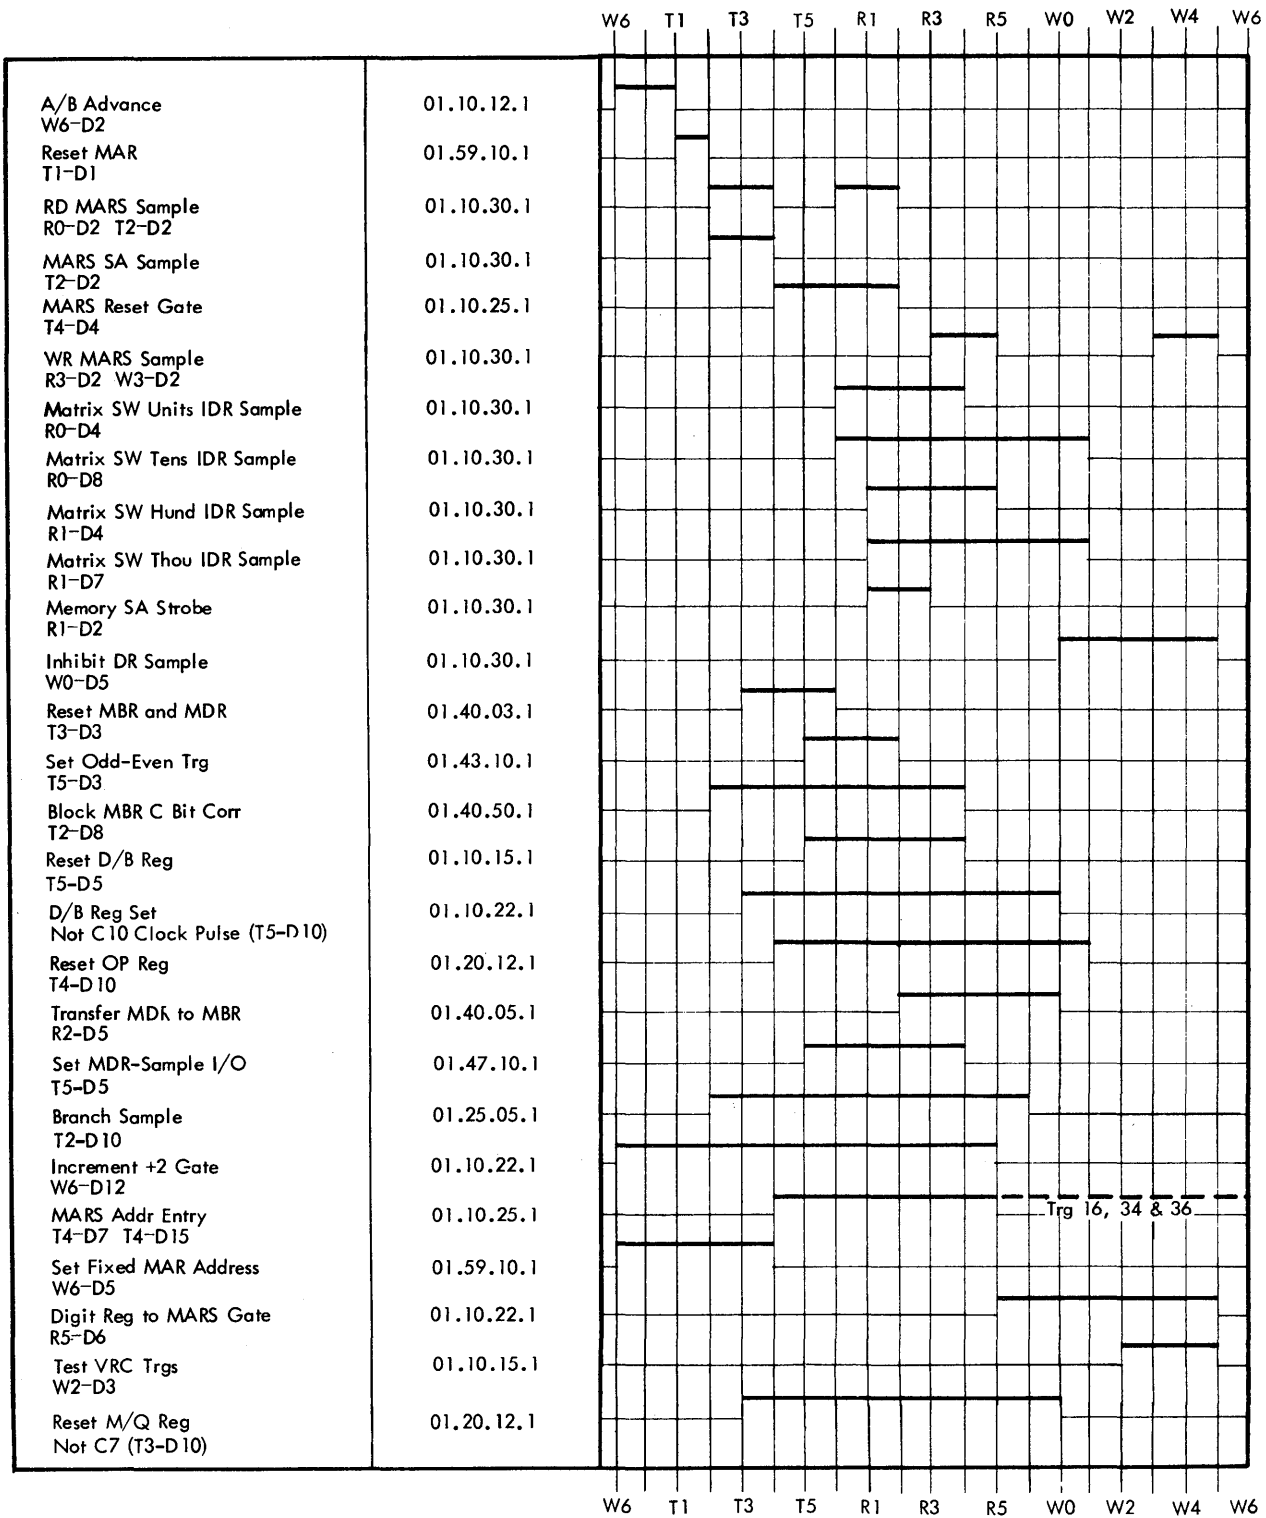 W6 T1 T3 T5 R1 R3 R5 W0 W2 W4 W6
A/B Advance 01.10.12.1
W6-D2
Reset MAR 01.59.10.1
T1-D1
RD MARS Sample 01.10.30.1
R0-D2 T2-D2
MARS SA Sample 01.10.30.1
T2-D2
MARS Reset Gate 01.10.25.1
T4-D4
WR MARS Sample 01.10.30.1
R3-D2 W3-D2
Matrix SW Units IDR Sample 01.10.30.1
R0-D4
Matrix SW Tens IDR Sample 01.10.30.1
R0-D8
Matrix SW Hund IDR Sample 01.10.30.1
R1-D4
Matrix SW Thou IDR Sample 01.10.30.1
R1-D7
Memory SA Strobe 01.10.30.1
R1-D2
Inhibit DR Sample 01.10.30.1
W0-D5
Reset MBR and MDR 01.40.03.1
T3-D3
Set Odd-Even Trg 01.43.10.1
T5-D3
Block MBR C Bit Corr 01.40.50.1
T2-D8
Reset D/B Reg 01.10.15.1
T5-D5
D/B Reg Set 01.10.22.1
Not C10 Clock Pulse (T5-D10)
Reset OP Reg 01.20.12.1
T4-D10
Transfer MDR to MBR 01.40.05.1
R2-D5
Set MDR-Sample I/O 01.47.10.1
T5-D5
Branch Sample 01.25.05.1
T2-D10
Increment +2 Gate 01.10.22.1
W6-D12
MARS Addr Entry 01.10.25.1 Trg 16, 34 & 36
T4-D7 T4-D15
Set Fixed MAR Address 01.59.10.1
W6-D5
Digit Reg to MARS Gate 01.10.22.1
R5-D6
Test VRC Trgs 01.10.15.1
W2-D3
Reset M/Q Reg 01.20.12.1
Not C7 (T3-D10)
W6 T1 T3 T5 R1 R3 R5 W0 W2 W4 W6